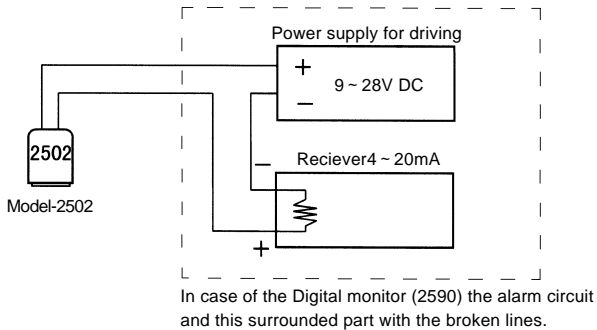 Power supply for driving
+
9 ~ 28V DC
−
2502
Model-2502
−
Reciever4 ~ 20mA
+
In case of the Digital monitor (2590) the alarm circuit
and this surrounded part with the broken lines.